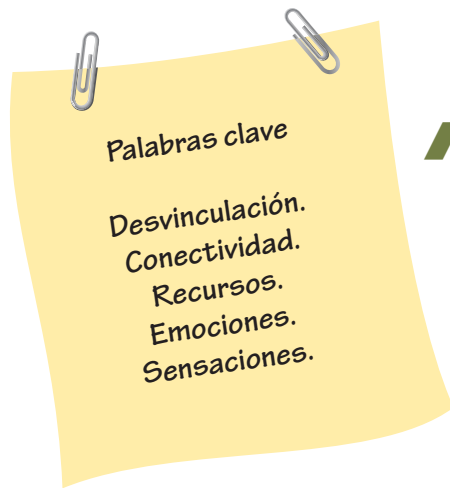 Palabras clave
Desvinculación.
Conectividad.
Recursos.
Emociones.
Sensaciones.